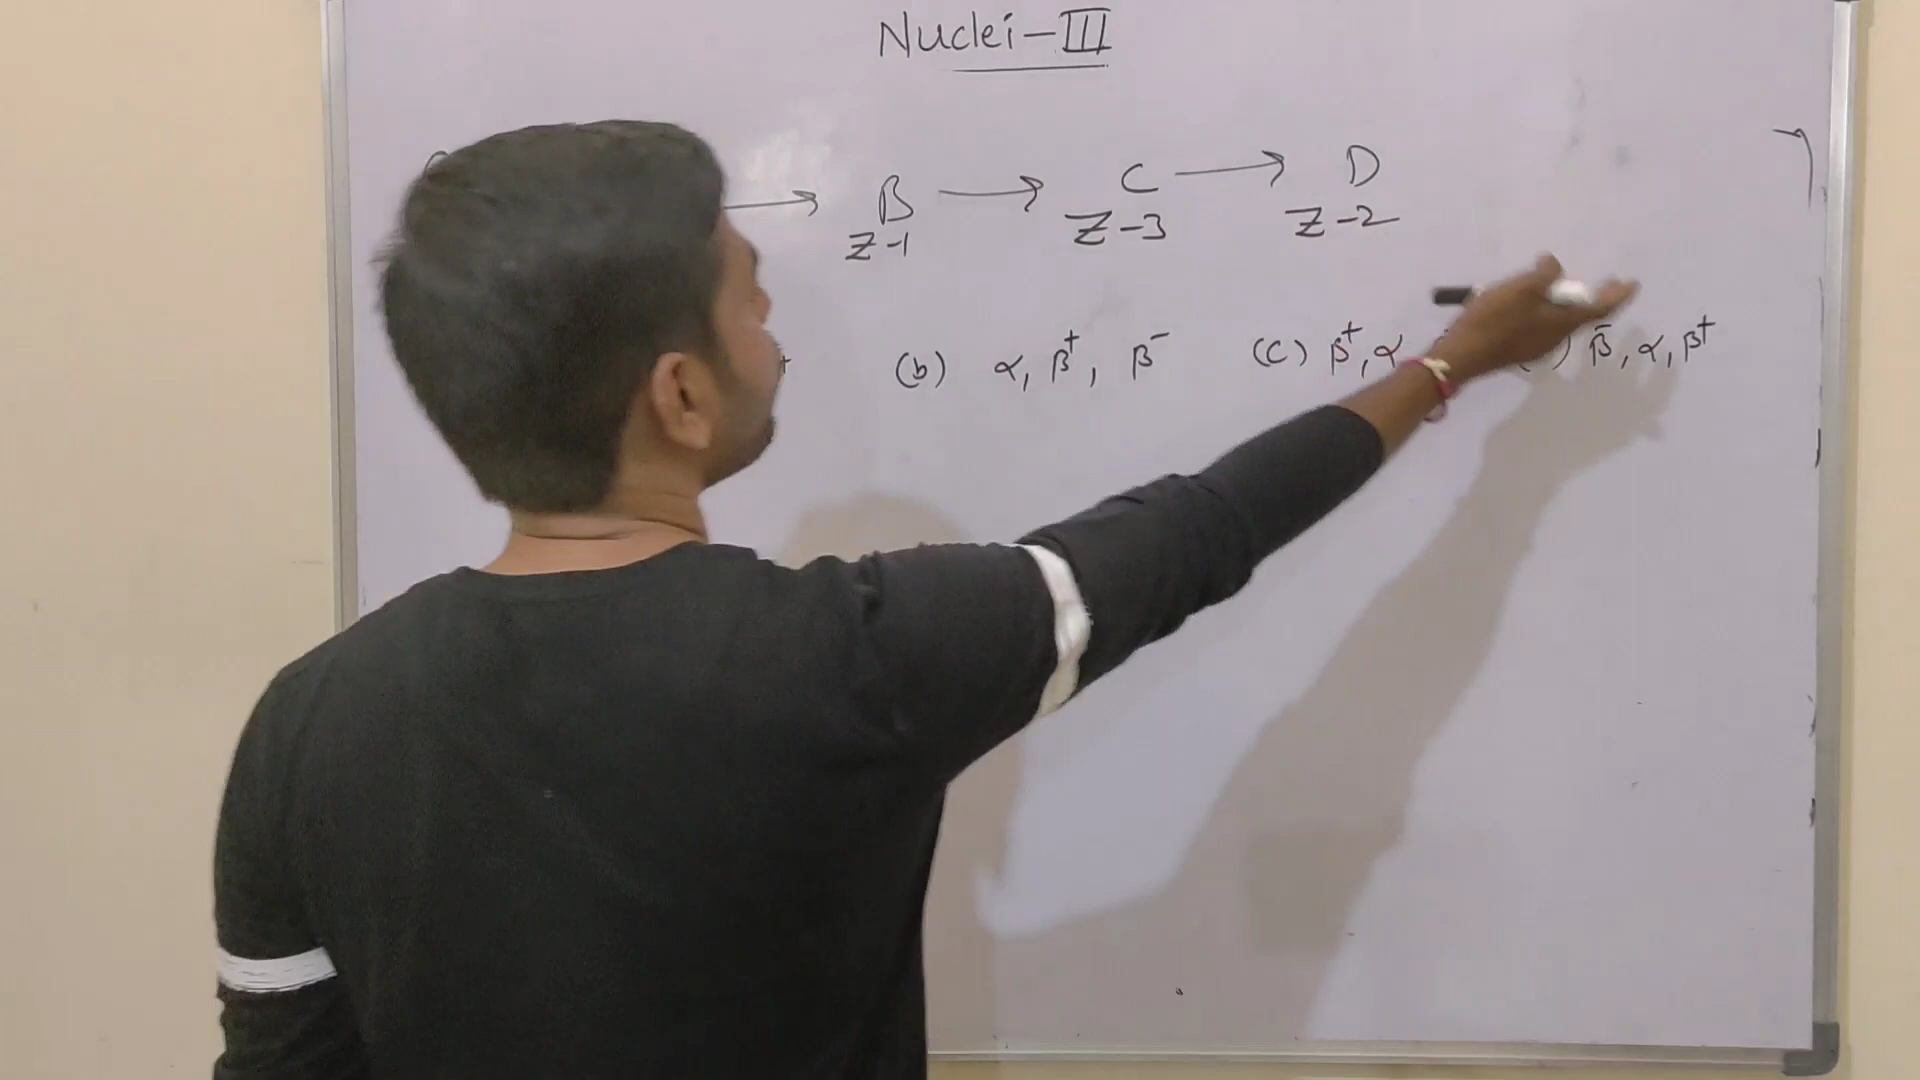 Nuclei-III
→ B → C → D
Z-1 Z-3 Z-2
+ (b) α, β⁺, β⁻ (c) β⁺, α ) β⁻, α, β⁺